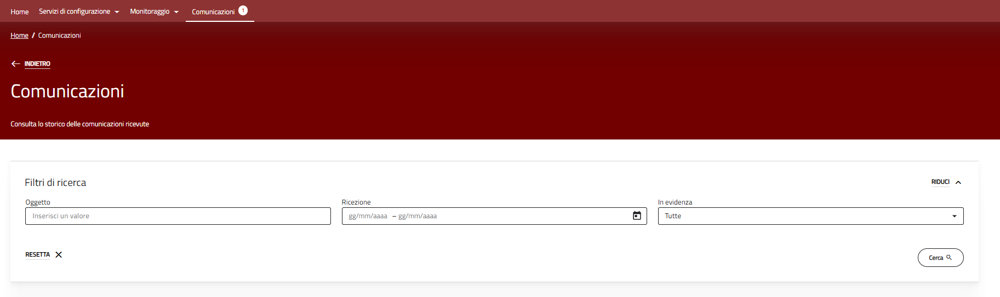 Home Servizi di configurazione Monitoraggio Comunicazioni 1
Home / Comunicazioni
INDIETRO
Comunicazioni
Consulta lo storico delle comunicazioni ricevute
Filtri di ricerca RIDUCI
Oggetto Ricezione In evidenza
Inserisci un valore gg/mm/aaaa – gg/mm/aaaa Tutte
RESETTA Cerca